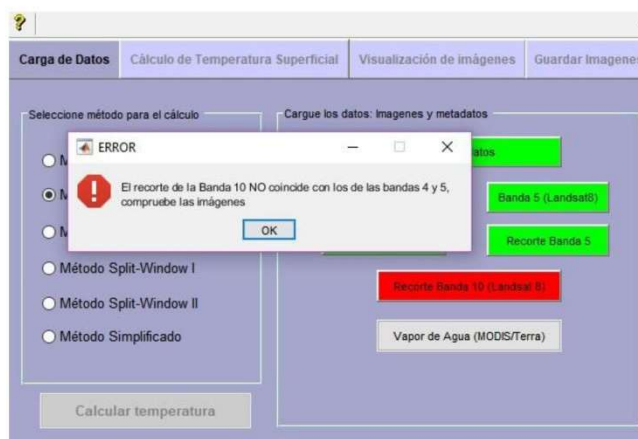 Carga de Datos
Cálculo de Temperatura Superficial
Visualización de imágenes
Guardar Imagene
Seleccione método para el cálculo
Cargue los datos: Imagenes y metadatos
ERROR
El recorte de la Banda 10 NO coincide con los de las bandas 4 y 5,
compruebe las imágenes
OK
Banda 5 (Landsat8)
Recorte Banda 5
Método Split-Window I
Recorte Banda 10 (Landsat 8)
Método Split-Window II
Método Simplificado
Vapor de Agua (MODIS/Terra)
Calcular temperatura